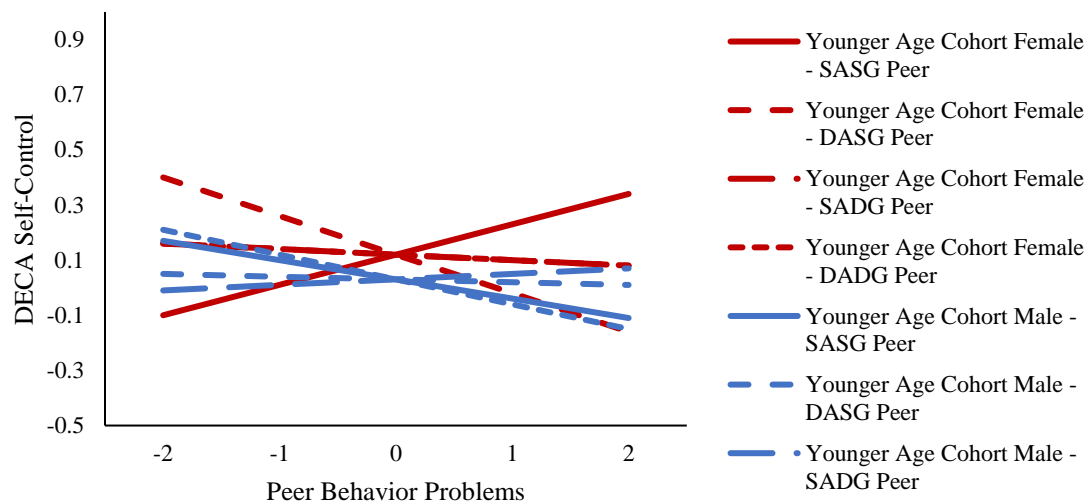 0.9
0.7
0.5
0.3
0.1
-0.1
-0.3
-0.5
DECA Self-Control
-2
-1
0
1
2
Peer Behavior Problems
Younger Age Cohort Female
- SASG Peer
Younger Age Cohort Female
- DASG Peer
Younger Age Cohort Female
- SADG Peer
Younger Age Cohort Female
- DADG Peer
Younger Age Cohort Male -
SASG Peer
Younger Age Cohort Male -
DASG Peer
Younger Age Cohort Male -
SADG Peer